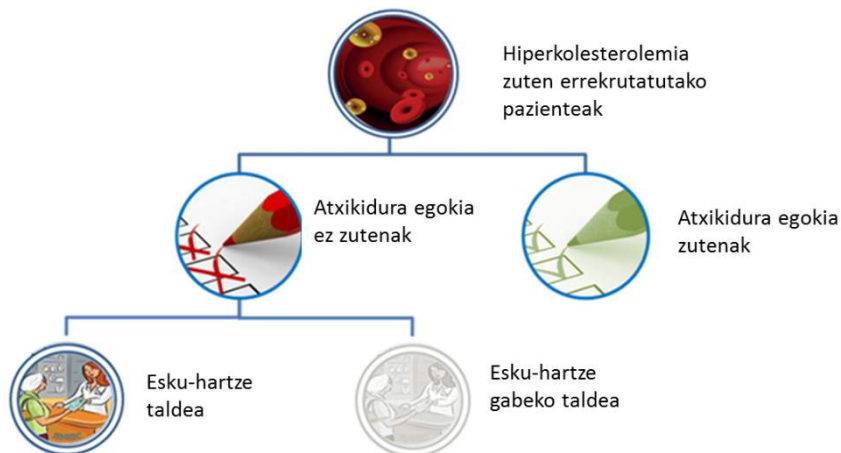 Hiperkolesterolemia
zuten errekrutatutako
pazienteak
Atxikidura egokia
ez zutenak
Atxikidura egokia
zutenak
Esku-hartze
taldea
Esku-hartze
gabeko taldea